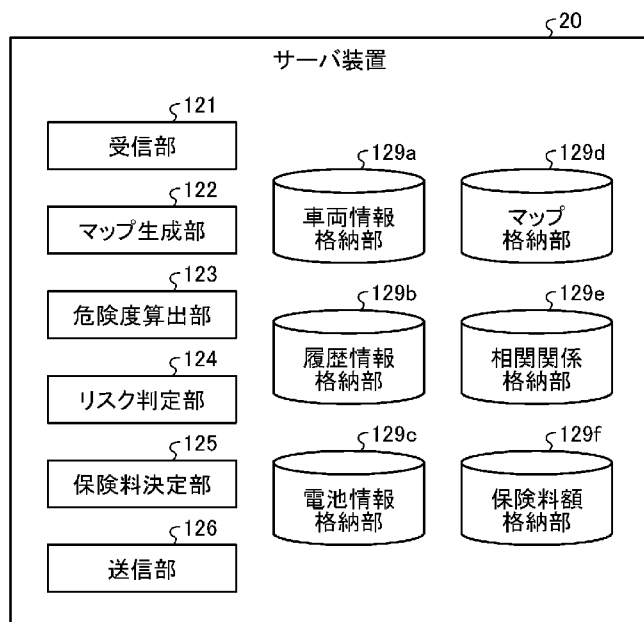 20
サーバ装置
121
受信部
122
マップ生成部
123
危険度算出部
124
リスク判定部
125
保険料決定部
126
送信部
129a
車両情報
格納部
129b
履歴情報
格納部
129c
電池情報
格納部
129d
マップ
格納部
129e
相関関係
格納部
129f
保険料額
格納部